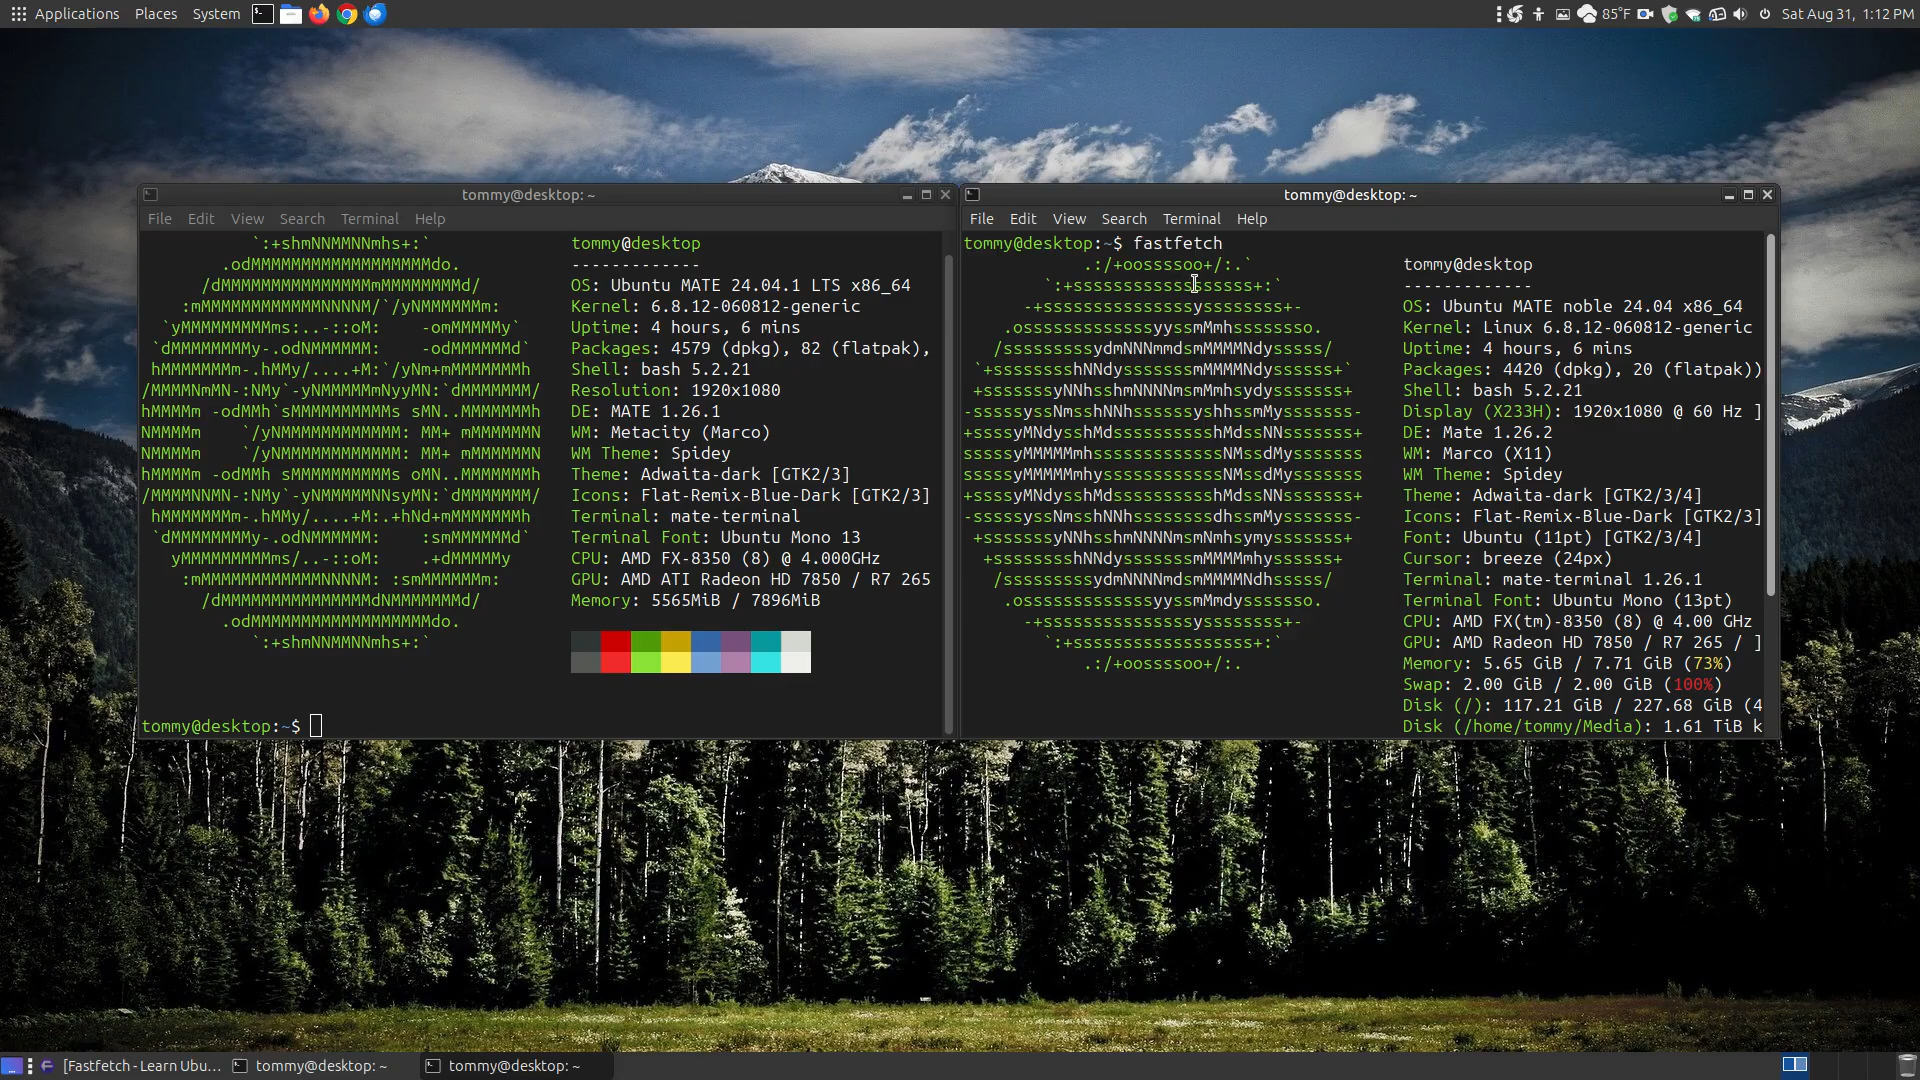 Applications Places System
85°F
Sat Aug 31, 1:12 PM
tommy@desktop: ~
File Edit View Search Terminal Help
tommy@desktop
-------------
OS: Ubuntu MATE 24.04.1 LTS x86_64
Kernel: 6.8.12-060812-generic
Uptime: 4 hours, 6 mins
Packages: 4579 (dpkg), 82 (flatpak),
Shell: bash 5.2.21
Resolution: 1920x1080
DE: MATE 1.26.1
WM: Metacity (Marco)
WM Theme: Spidey
Theme: Adwaita-dark [GTK2/3]
Icons: Flat-Remix-Blue-Dark [GTK2/3]
Terminal: mate-terminal
Terminal Font: Ubuntu Mono 13
CPU: AMD FX-8350 (8) @ 4.000GHz
GPU: AMD ATI Radeon HD 7850 / R7 265
Memory: 5565MiB / 7896MiB
tommy@desktop:~$
tommy@desktop: ~
File Edit View Search Terminal Help
tommy@desktop:~$ fastfetch
tommy@desktop
-------------
OS: Ubuntu MATE noble 24.04 x86_64
Kernel: Linux 6.8.12-060812-generic
Uptime: 4 hours, 6 mins
Packages: 4420 (dpkg), 20 (flatpak))
Shell: bash 5.2.21
Display (X233H): 1920x1080 @ 60 Hz ]
DE: Mate 1.26.2
WM: Marco (X11)
WM Theme: Spidey
Theme: Adwaita-dark [GTK2/3/4]
Icons: Flat-Remix-Blue-Dark [GTK2/3]
Font: Ubuntu (11pt) [GTK2/3/4]
Cursor: breeze (24px)
Terminal: mate-terminal 1.26.1
Terminal Font: Ubuntu Mono (13pt)
CPU: AMD FX(tm)-8350 (8) @ 4.00 GHz
GPU: AMD Radeon HD 7850 / R7 265 / ]
Memory: 5.65 GiB / 7.71 GiB (73%)
Swap: 2.00 GiB / 2.00 GiB (100%)
Disk (/): 117.21 GiB / 227.68 GiB (4
Disk (/home/tommy/Media): 1.61 TiB k
[Fastfetch - Learn Ubu...
tommy@desktop: ~
tommy@desktop: ~